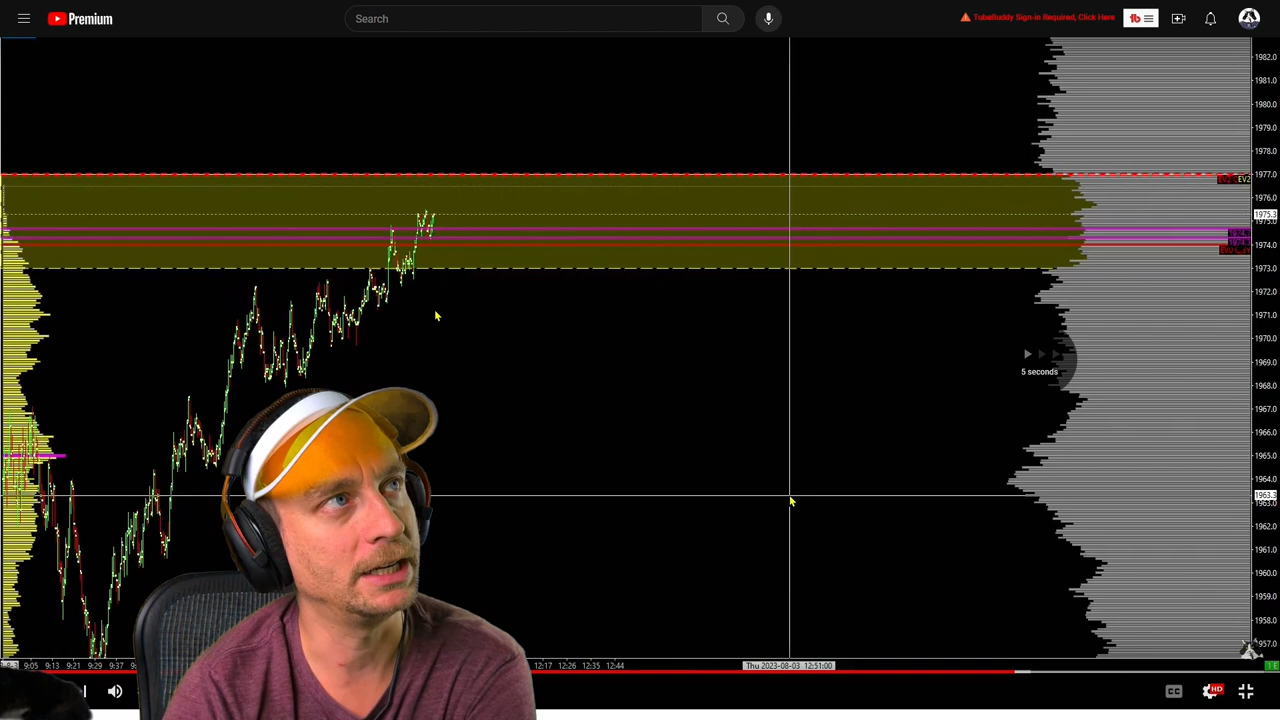 Premium
Search
TubeBuddy Sign-in Required, Click Here
tb
1982.0
1981.0
1980.0
1979.0
1978.0
1977.0
EV2
1976.0
1975.3
1974.0
1973.0
1972.0
1971.0
1970.0
1969.0
5 seconds
1968.0
1967.0
1966.0
1965.0
1964.0
1963.3
1962.0
1961.0
1960.0
1959.0
1958.0
1957.0
9:05 9:13 9:21 9:29 9:37 12:17 12:26 12:35 12:44 Thu 2023-08-03 12:51:00
1 E
CC HD